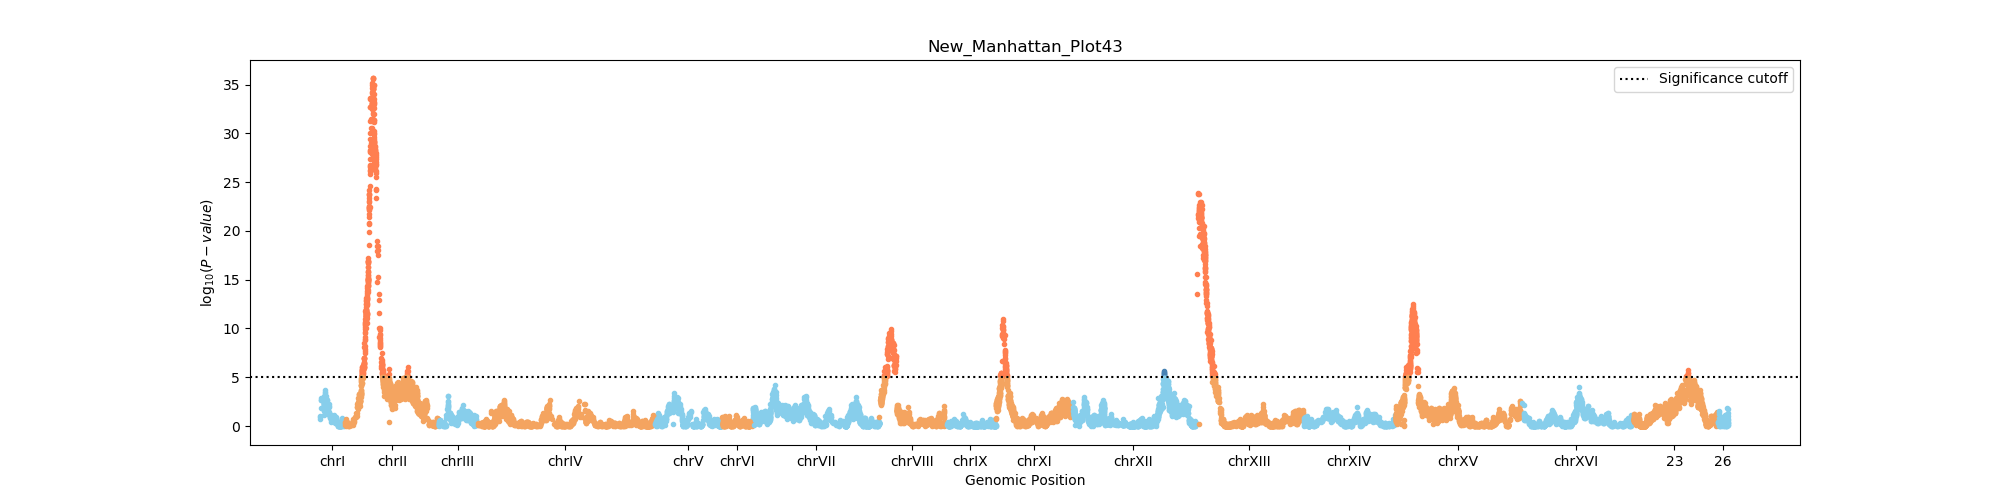 New_Manhattan_Plot43
Significance cutoff
35
30
25
20
15
10
5
0
log10(P − value)
chrI chrII chrIII chrIV chrV chrVI chrVII chrVIII chrIX chrXI chrXII chrXIII chrXIV chrXV chrXVI 23 26
Genomic Position